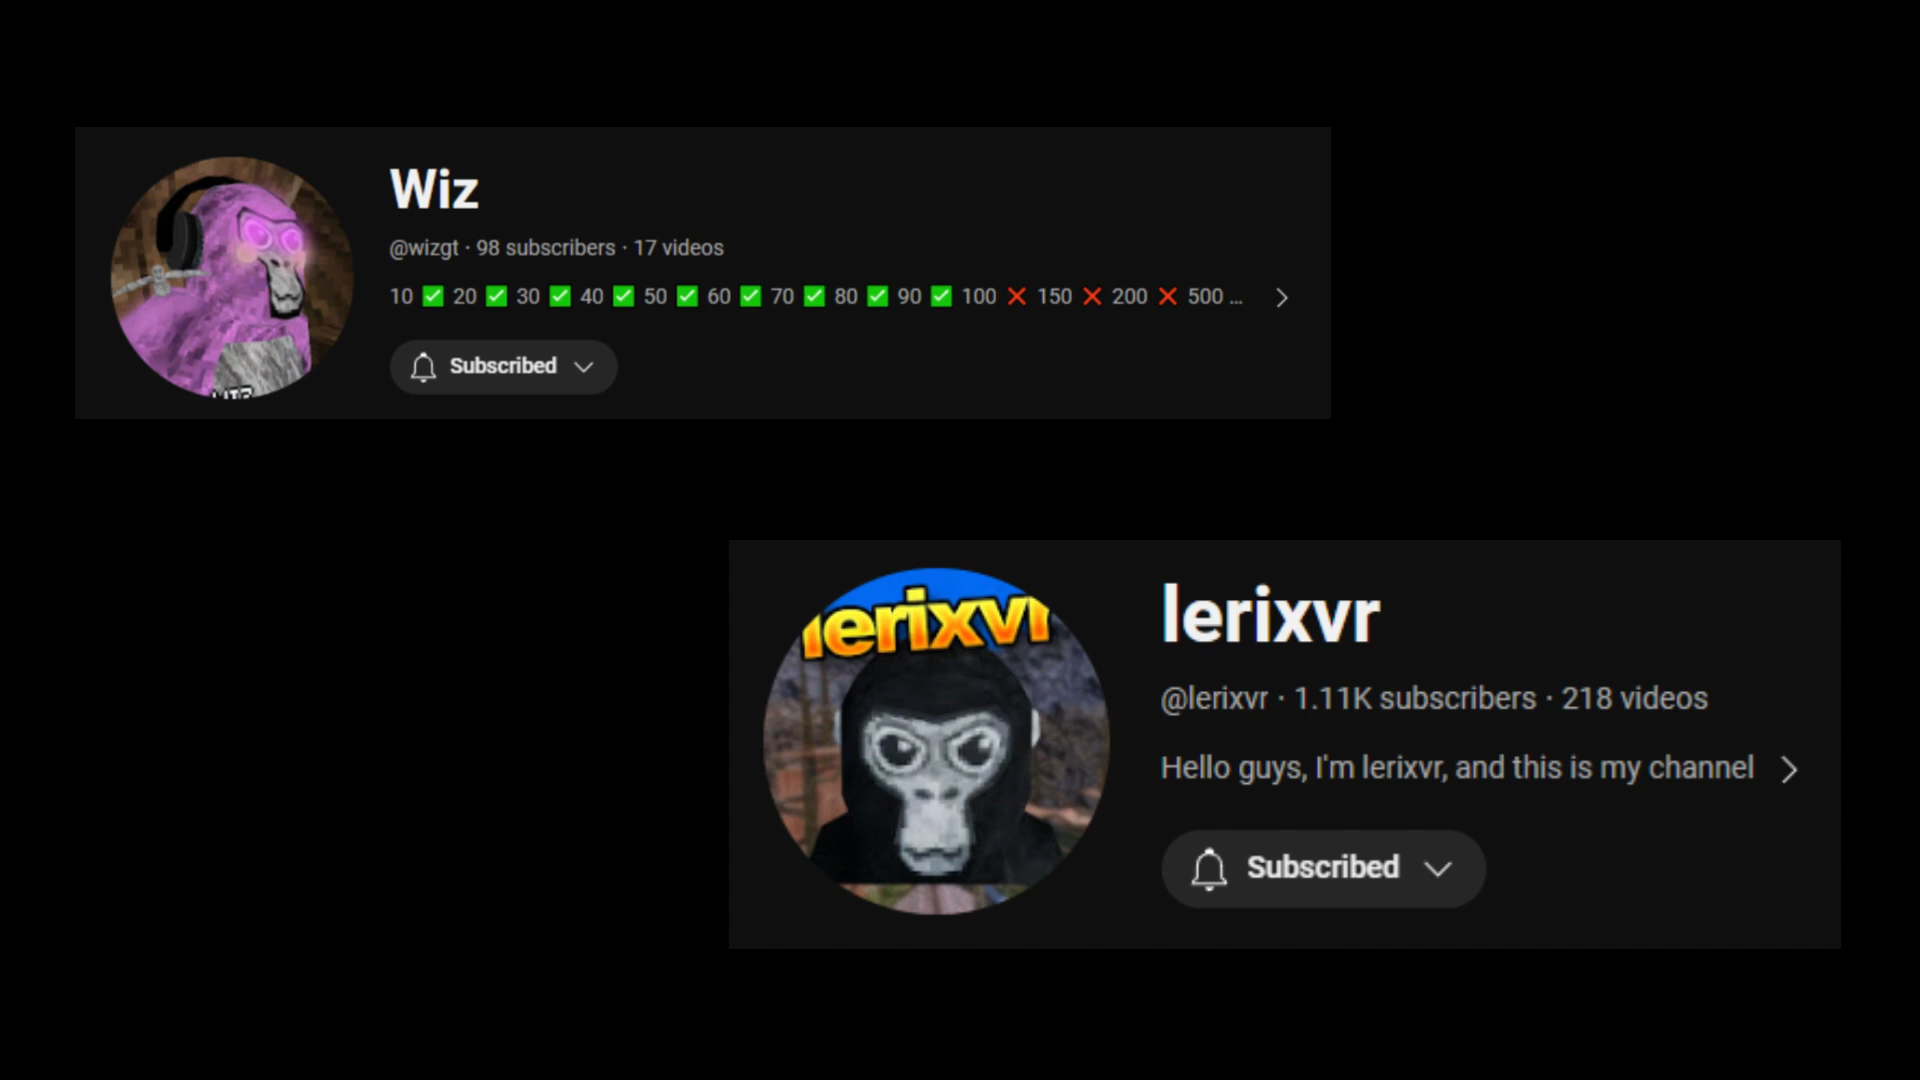 Wiz
@wizgt · 98 subscribers · 17 videos
10 ✅ 20 ✅ 30 ✅ 40 ✅ 50 ✅ 60 ✅ 70 ✅ 80 ✅ 90 ✅ 100 ❌ 150 ❌ 200 ❌ 500 ...
Subscribed
lerixvr
lerixvr
@lerixvr · 1.11K subscribers · 218 videos
Hello guys, I'm lerixvr, and this is my channel
Subscribed